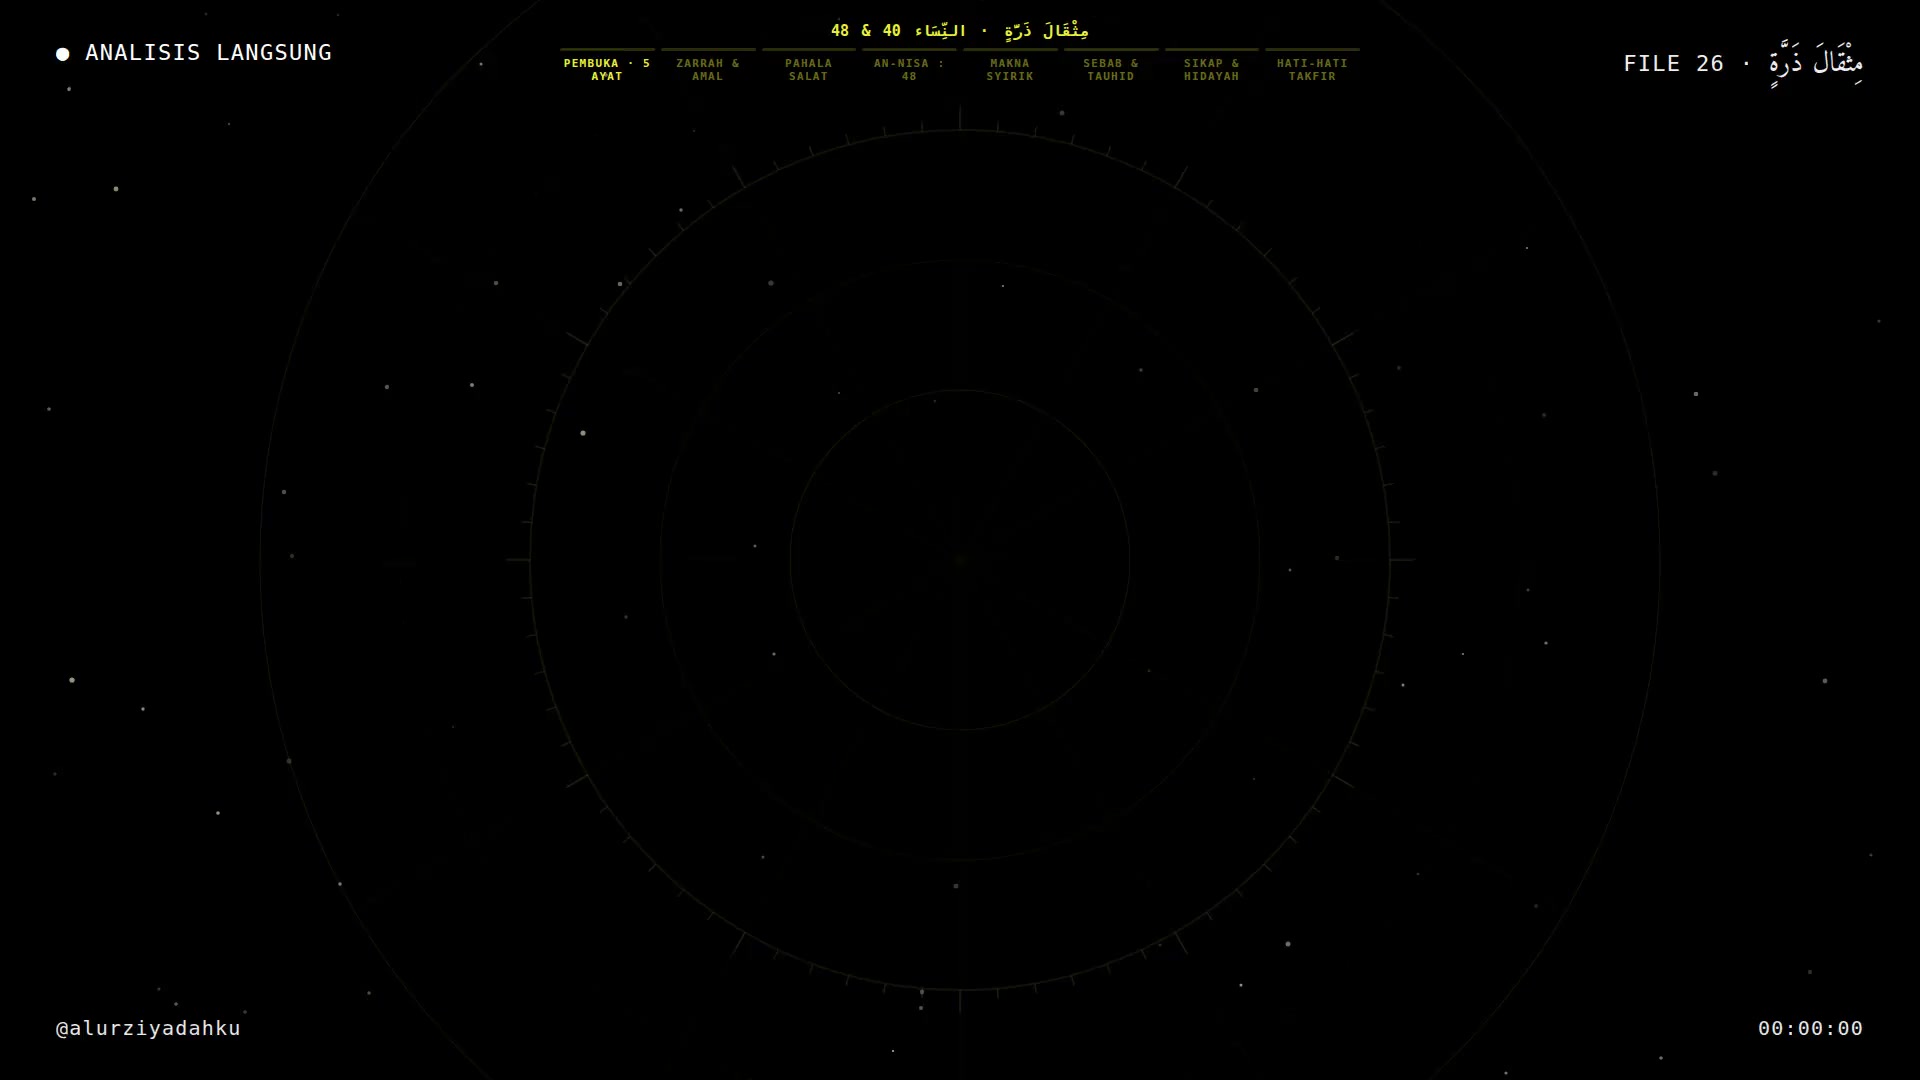 ● ANALISIS LANGSUNG
مِثْقَالَ ذَرَّةٍ · النِّسَاء 40 & 48
PEMBUKA · 5
AYAT
ZARRAH &
AMAL
PAHALA
SALAT
AN-NISA :
48
MAKNA
SYIRIK
SEBAB &
TAUHID
SIKAP &
HIDAYAH
HATI-HATI
TAKFIR
FILE 26 · مِثْقَالَ ذَرَّةٍ
@alurziyadahku
00:00:00